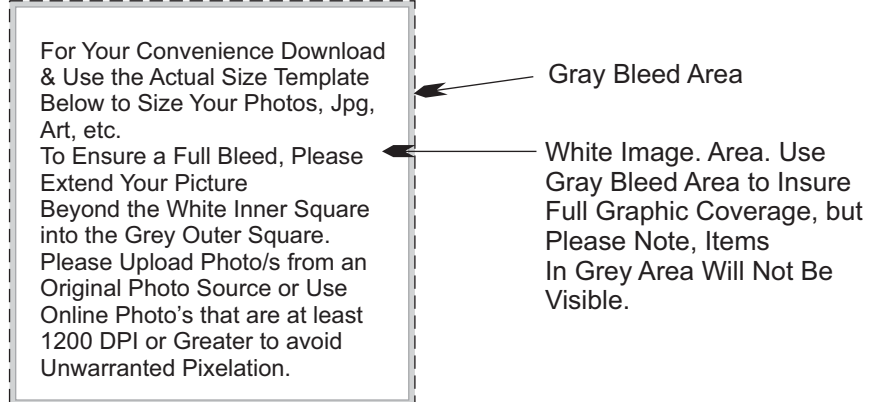 For Your Convenience Download
& Use the Actual Size Template
Below to Size Your Photos, Jpg,
Art, etc.
To Ensure a Full Bleed, Please
Extend Your Picture
Beyond the White Inner Square
into the Grey Outer Square.
Please Upload Photo/s from an
Original Photo Source or Use
Online Photo's that are at least
1200 DPI or Greater to avoid
Unwarranted Pixelation.
Gray Bleed Area
White Image. Area. Use
Gray Bleed Area to Insure
Full Graphic Coverage, but
Please Note, Items
In Grey Area Will Not Be
Visible.